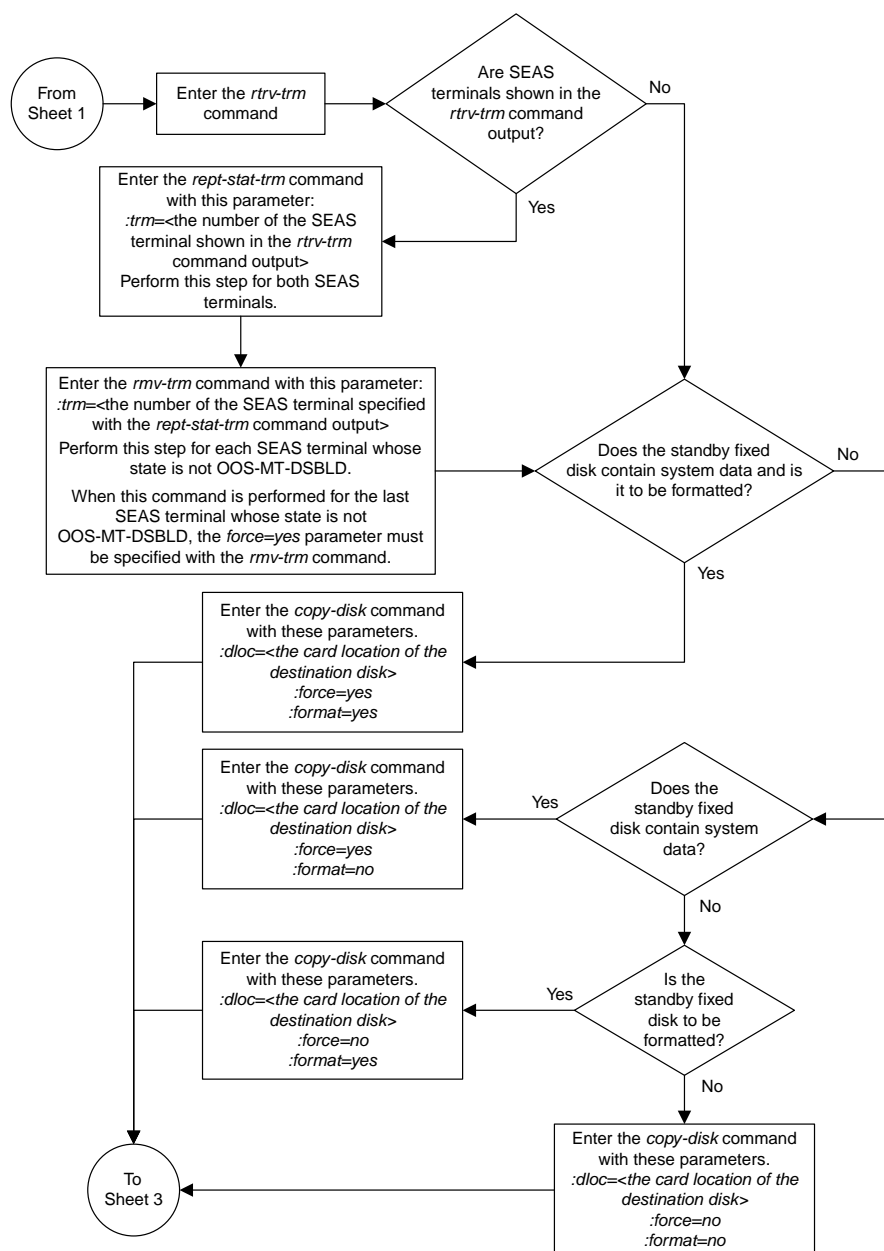 From
Sheet 1
Enter the rtrv-trm
command
Are SEAS
terminals shown in the
rtrv-trm command
output?
No
Yes
Enter the rept-stat-trm command
with this parameter:
:trm=<the number of the SEAS
terminal shown in the rtrv-trm
command output>
Perform this step for both SEAS
terminals.
Enter the rmv-trm command with this parameter:
:trm=<the number of the SEAS terminal specified
with the rept-stat-trm command output>
Perform this step for each SEAS terminal whose
state is not OOS-MT-DSBLD.
When this command is performed for the last
SEAS terminal whose state is not
OOS-MT-DSBLD, the force=yes parameter must
be specified with the rmv-trm command.
Does the standby fixed
disk contain system data and is
it to be formatted?
No
Yes
Enter the copy-disk command
with these parameters.
:dloc=<the card location of the
destination disk>
:force=yes
:format=yes
Does the
standby fixed
disk contain system
data?
Yes
No
Enter the copy-disk command
with these parameters.
:dloc=<the card location of the
destination disk>
:force=yes
:format=no
Is the
standby fixed
disk to be
formatted?
Yes
No
Enter the copy-disk command
with these parameters.
:dloc=<the card location of the
destination disk>
:force=no
:format=yes
Enter the copy-disk command
with these parameters.
:dloc=<the card location of the
destination disk>
:force=no
:format=no
To
Sheet 3